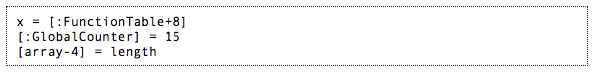 x = [:FunctionTable+8]
[:GlobalCounter] = 15
[array-4] = length